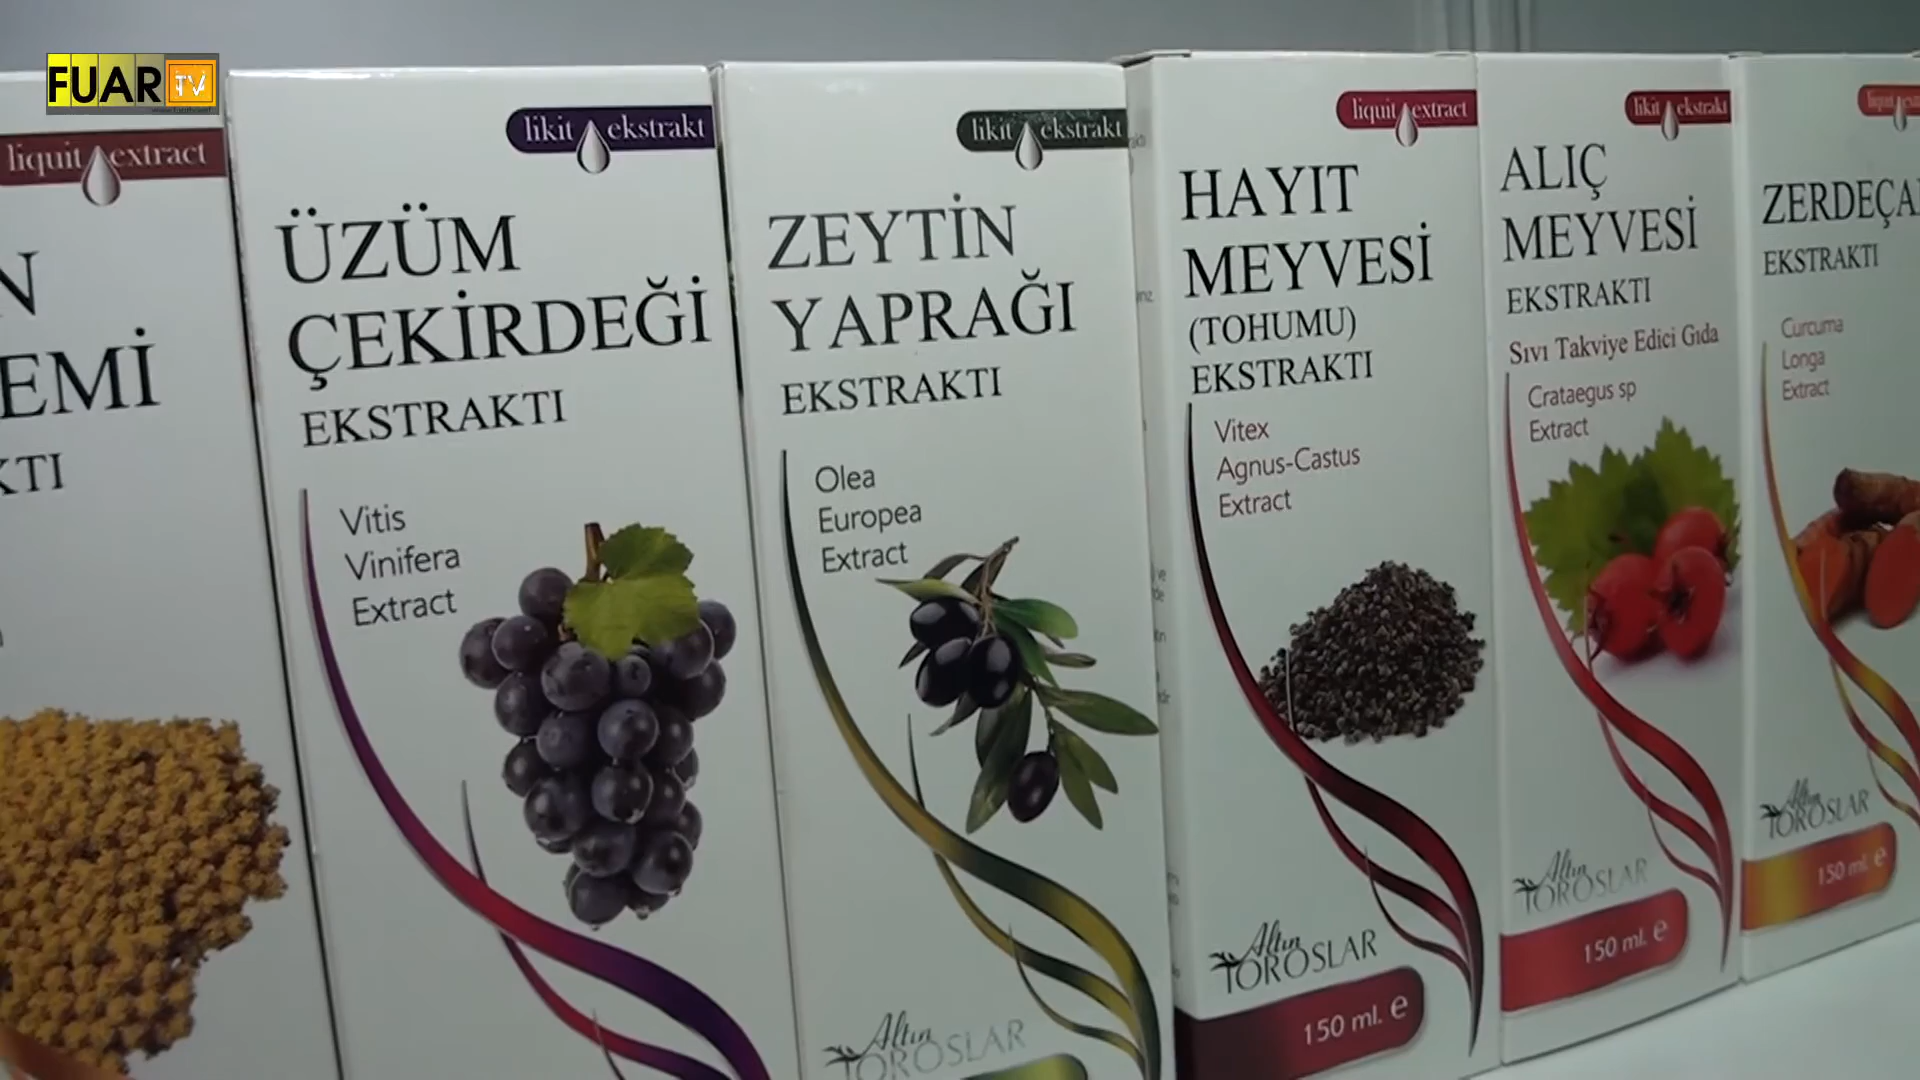 FUAR TV
liquit extract
EMİ
KTI
likit ekstrakt
ÜZÜM
ÇEKİRDEĞİ
EKSTRAKTI
Vitis
Vinifera
Extract
likit ekstrakt
ZEYTİN
YAPRAĞI
EKSTRAKTI
Olea
Europea
Extract
Altın
TOROSLAR
liquit extract
HAYIT
MEYVESİ
(TOHUMU)
EKSTRAKTI
Vitex
Agnus-Castus
Extract
Altın
TOROSLAR
150 ml. e
likit ekstrakt
ALIÇ
MEYVESİ
EKSTRAKTI
Sıvı Takviye Edici Gıda
Crataegus sp
Extract
Altın
TOROSLAR
150 ml. e
liquit
ZERDEÇA
EKSTRAKTI
Curcuma
Longa
Extract
Altın
TOROSLAR
150 ml. e